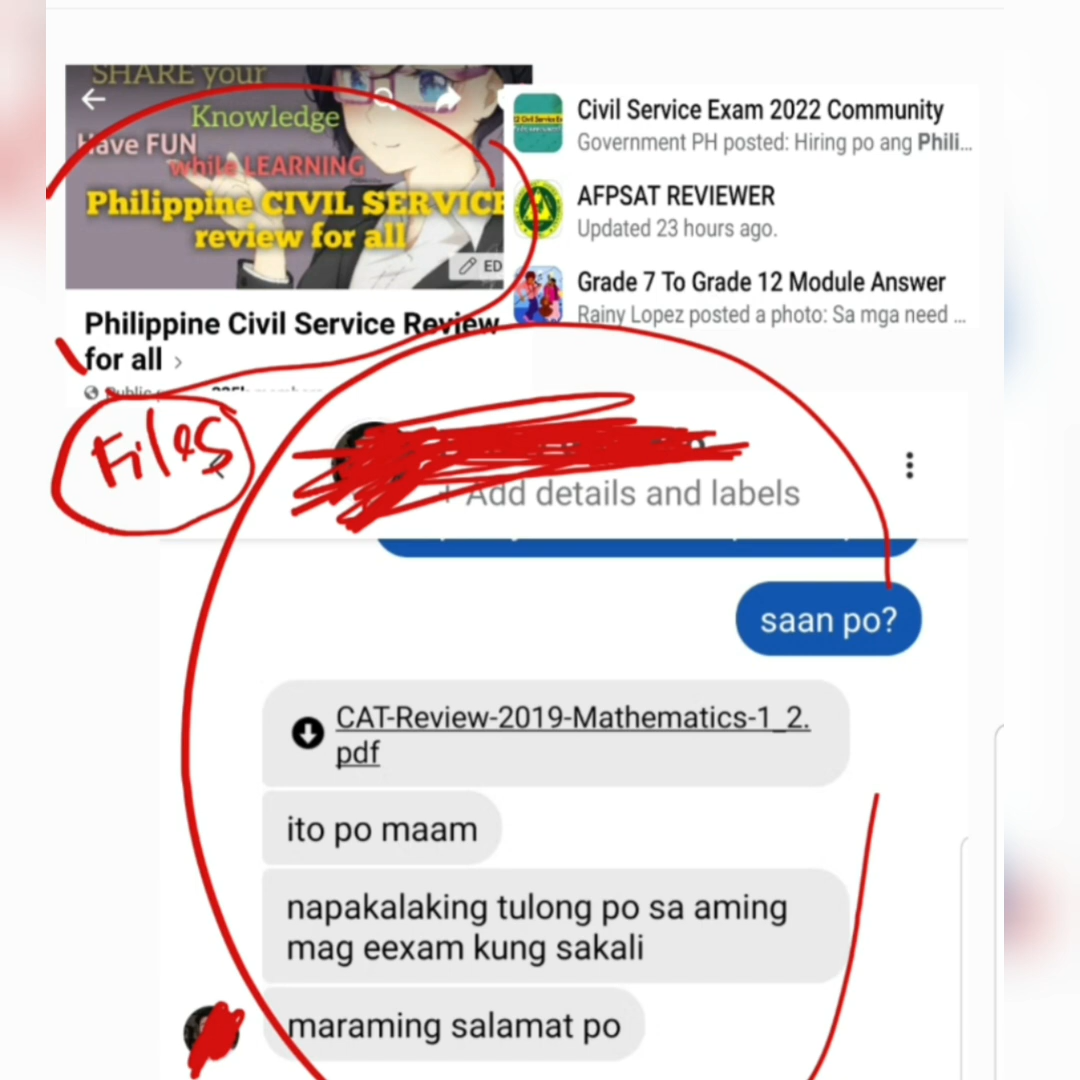 SHARE your
Knowledge
Have FUN
while LEARNING
Philippine CIVIL SERVICE
review for all
ED
Philippine Civil Service Review
for all
Public
Civil Service Exam 2022 Community
Government PH posted: Hiring po ang Phili...
AFPSAT REVIEWER
Updated 23 hours ago.
Grade 7 To Grade 12 Module Answer
Rainy Lopez posted a photo: Sa mga need ...
Files
+ Add details and labels
saan po?
CAT-Review-2019-Mathematics-1_2.
pdf
ito po maam
napakalaking tulong po sa aming
mag eexam kung sakali
maraming salamat po